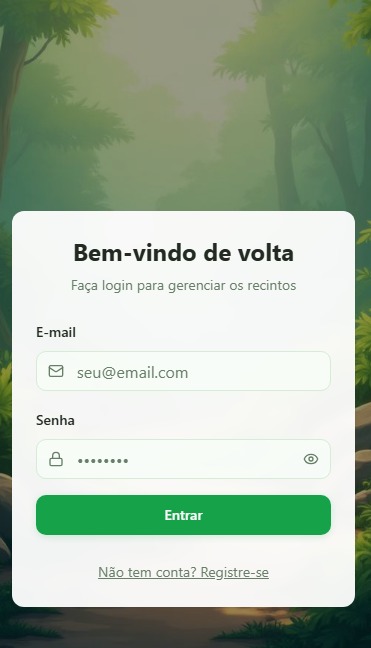 Bem-vindo de volta
Faça login para gerenciar os recintos
E-mail
seu@email.com
Senha
••••••••
Entrar
Não tem conta? Registre-se